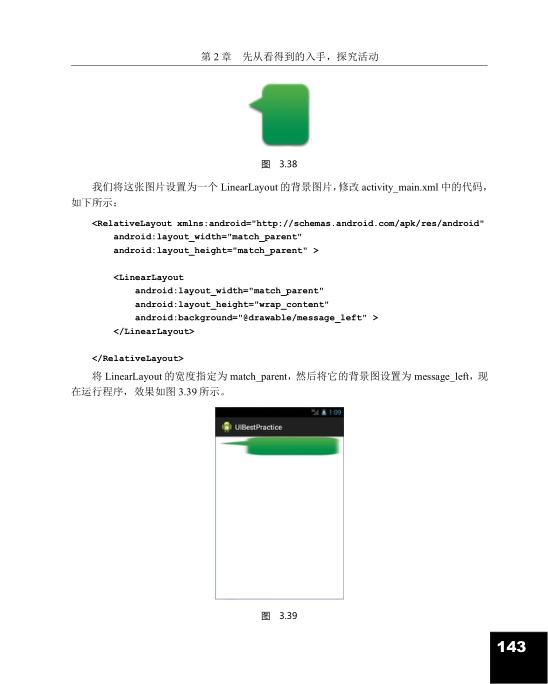 第 2 章 先从看得到的入手，探究活动
图 3.38
我们将这张图片设置为一个 LinearLayout 的背景图片，修改 activity_main.xml 中的代码，
如下所示：
<RelativeLayout xmlns:android="http://schemas.android.com/apk/res/android"
android:layout_width="match_parent"
android:layout_height="match_parent" >
<LinearLayout
android:layout_width="match_parent"
android:layout_height="wrap_content"
android:background="@drawable/message_left" >
</LinearLayout>
</RelativeLayout>
将 LinearLayout 的宽度指定为 match_parent，然后将它的背景图设置为 message_left，现
在运行程序，效果如图 3.39 所示。
1:09
UIBestPractice
图 3.39
143